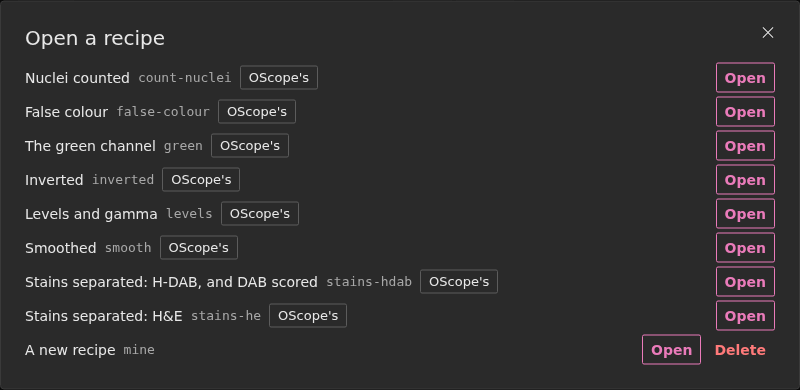 Open a recipe
Nuclei counted count-nuclei OScope's Open
False colour false-colour OScope's Open
The green channel green OScope's Open
Inverted inverted OScope's Open
Levels and gamma levels OScope's Open
Smoothed smooth OScope's Open
Stains separated: H-DAB, and DAB scored stains-hdab OScope's Open
Stains separated: H&E stains-he OScope's Open
A new recipe mine Open Delete